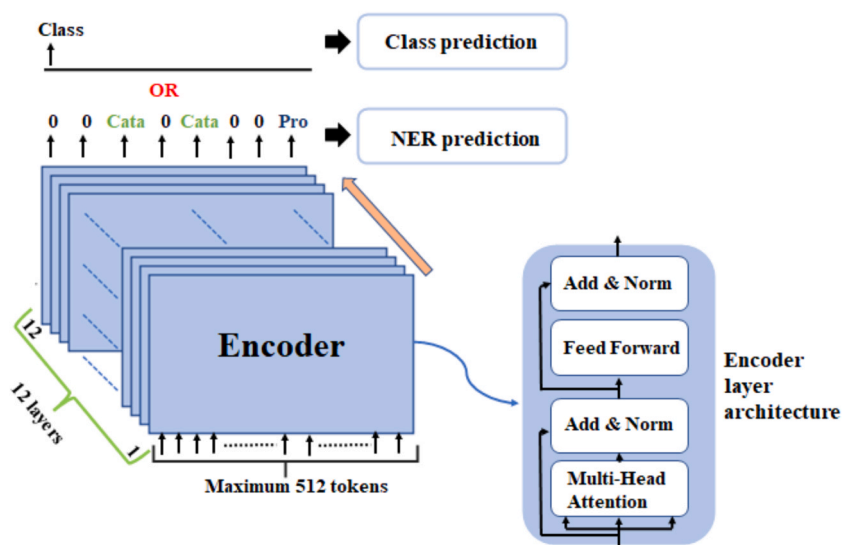 Class
Class prediction
OR
0 0 Cata 0 Cata 0 0 Pro
NER prediction
Encoder
12
12 layers
1
Maximum 512 tokens
Add & Norm
Feed Forward
Add & Norm
Multi-Head
Attention
Encoder
layer
architecture